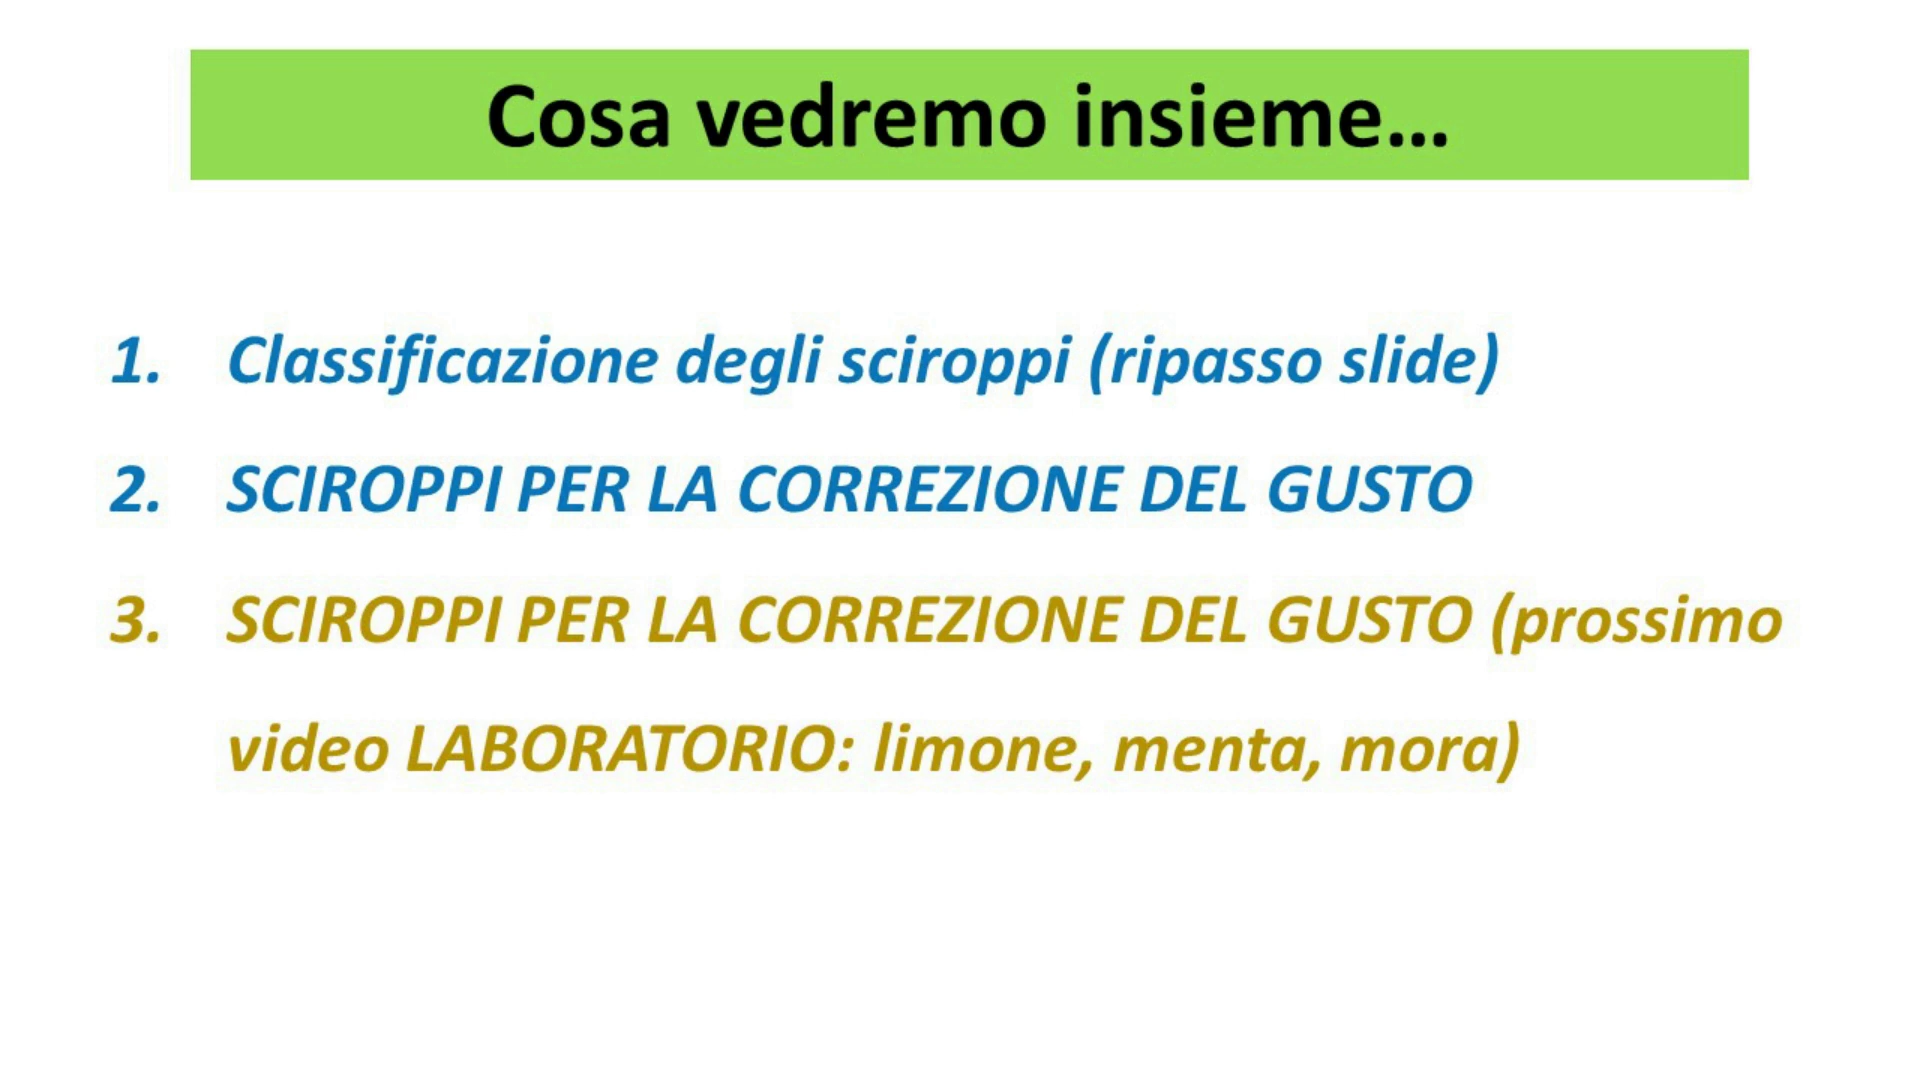 Cosa vedremo insieme...
1. Classificazione degli sciroppi (ripasso slide)
2. SCIROPPI PER LA CORREZIONE DEL GUSTO
3. SCIROPPI PER LA CORREZIONE DEL GUSTO (prossimo
video LABORATORIO: limone, menta, mora)